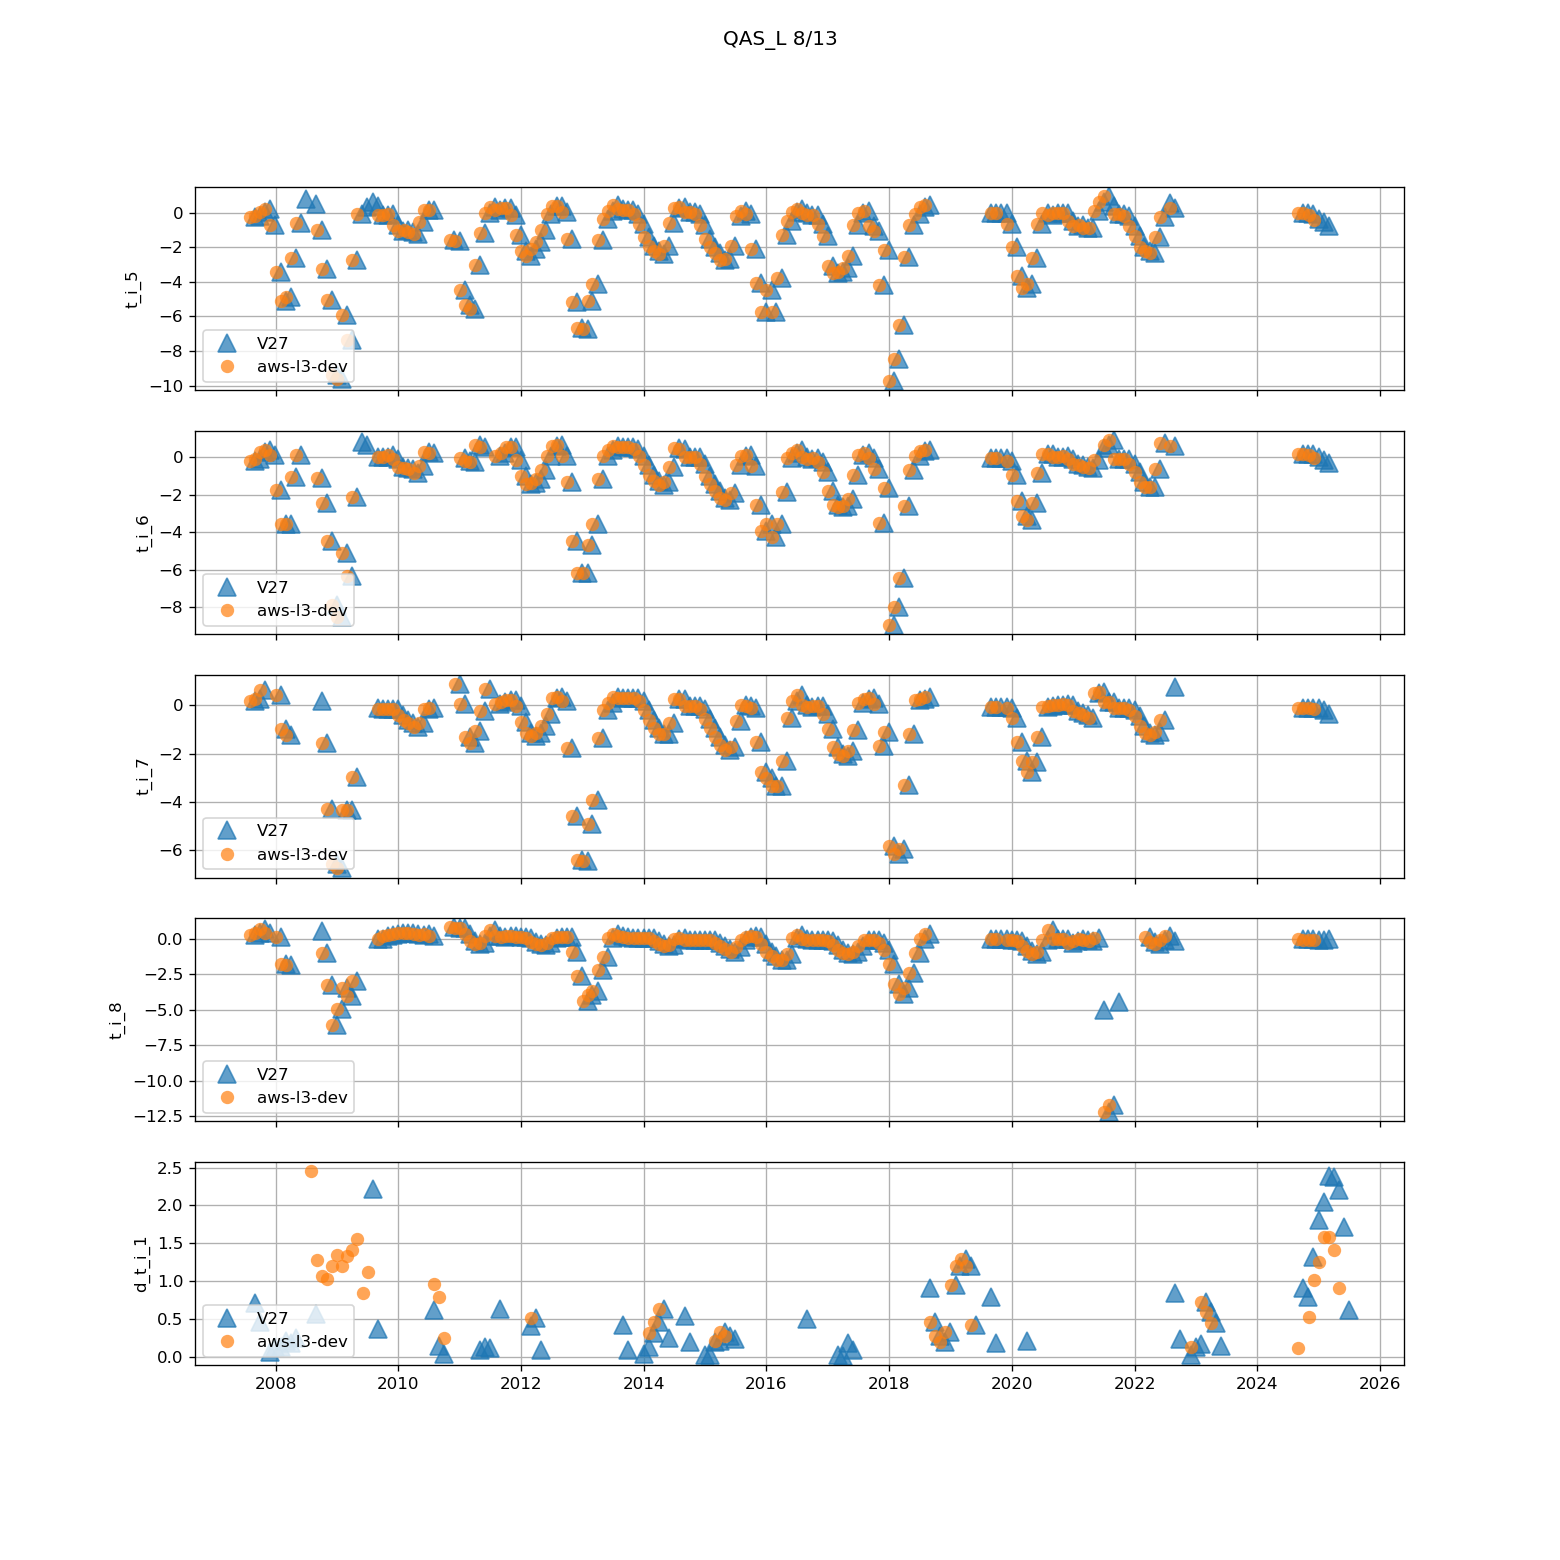 QAS_L 8/13
t_i_5
0
−2
−4
−6
−8
−10
V27
aws-l3-dev
t_i_6
0
−2
−4
−6
−8
V27
aws-l3-dev
t_i_7
0
−2
−4
−6
V27
aws-l3-dev
t_i_8
0.0
−2.5
−5.0
−7.5
−10.0
−12.5
V27
aws-l3-dev
d_t_i_1
2.5
2.0
1.5
1.0
0.5
0.0
V27
aws-l3-dev
2008 2010 2012 2014 2016 2018 2020 2022 2024 2026